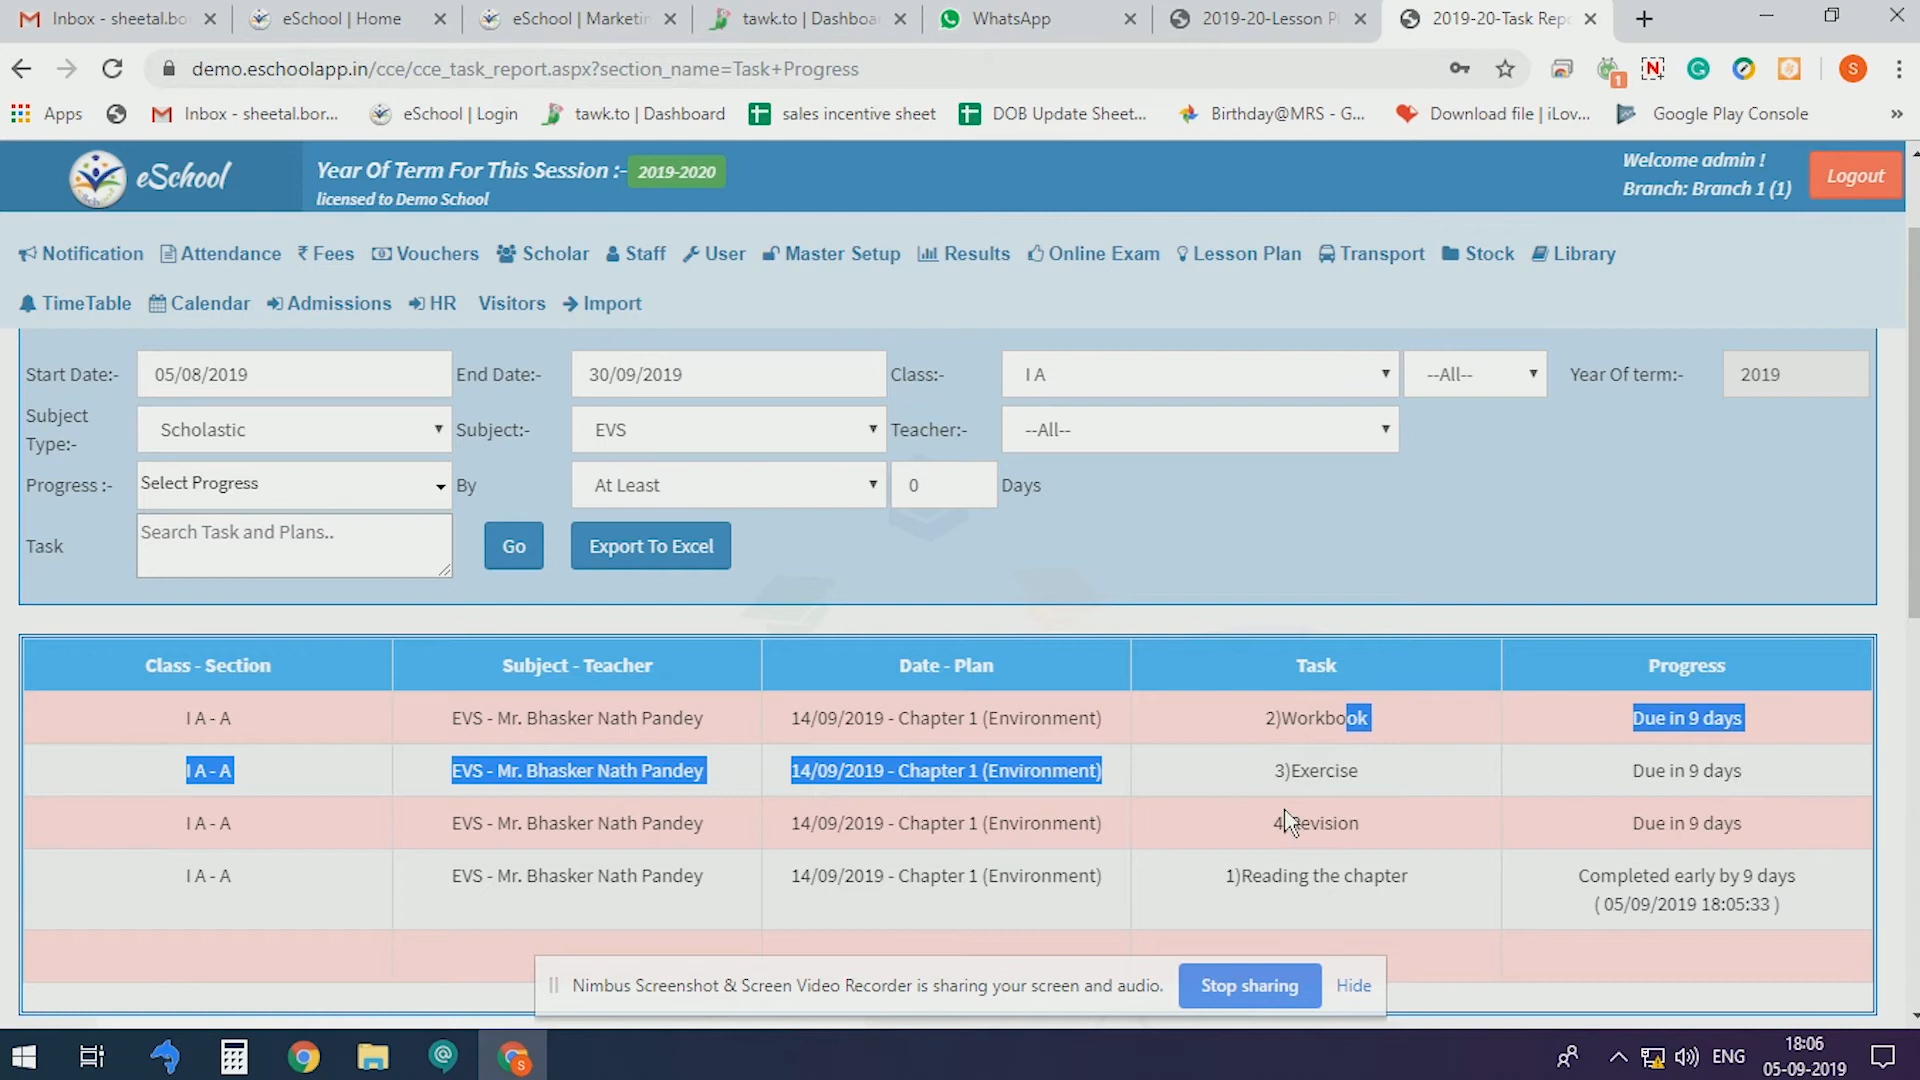 Inbox - sheetal.bo
eSchool | Home
eSchool | Marketin
tawk.to | Dashboa
WhatsApp
2019-20-Lesson P
2019-20-Task Repo
demo.eschoolapp.in/cce/cce_task_report.aspx?section_name=Task+Progress
1
S
Apps
Inbox - sheetal.bor...
eSchool | Login
tawk.to | Dashboard
sales incentive sheet
DOB Update Sheet...
Birthday@MRS - G...
Download file | iLov...
Google Play Console
»
eSchool
Year Of Term For This Session :- 2019-2020
licensed to Demo School
Welcome admin !
Branch: Branch 1 (1)
Logout
Notification Attendance ₹ Fees Vouchers Scholar Staff User Master Setup Results Online Exam Lesson Plan Transport Stock Library
TimeTable Calendar Admissions HR Visitors Import
Start Date:- 05/08/2019 End Date:- 30/09/2019 Class:- I A --All-- Year Of term:- 2019
Subject Type:- Scholastic Subject:- EVS Teacher:- --All--
Progress :- Select Progress By At Least 0 Days
Task Search Task and Plans.. Go Export To Excel
Class - Section Subject - Teacher Date - Plan Task Progress
I A - A EVS - Mr. Bhasker Nath Pandey 14/09/2019 - Chapter 1 (Environment) 2)Workbook Due in 9 days
I A - A EVS - Mr. Bhasker Nath Pandey 14/09/2019 - Chapter 1 (Environment) 3)Exercise Due in 9 days
I A - A EVS - Mr. Bhasker Nath Pandey 14/09/2019 - Chapter 1 (Environment) 4)Revision Due in 9 days
I A - A EVS - Mr. Bhasker Nath Pandey 14/09/2019 - Chapter 1 (Environment) 1)Reading the chapter Completed early by 9 days
( 05/09/2019 18:05:33 )
Nimbus Screenshot & Screen Video Recorder is sharing your screen and audio. Stop sharing Hide
ENG
18:06
05-09-2019